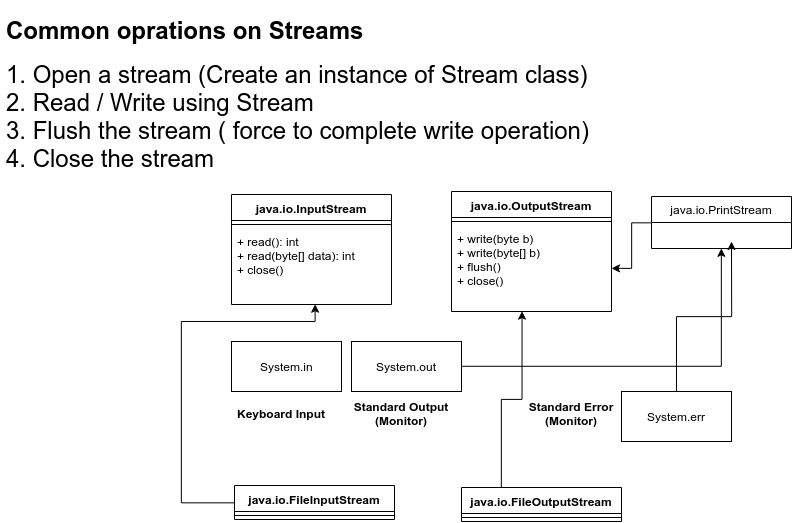 Common oprations on Streams
1. Open a stream (Create an instance of Stream class)
2. Read / Write using Stream
3. Flush the stream ( force to complete write operation)
4. Close the stream
java.io.InputStream
+ read(): int
+ read(byte[] data): int
+ close()
java.io.OutputStream
+ write(byte b)
+ write(byte[] b)
+ flush()
+ close()
java.io.PrintStream
System.in
System.out
Keyboard Input
Standard Output
(Monitor)
Standard Error
(Monitor)
System.err
java.io.FileInputStream
java.io.FileOutputStream